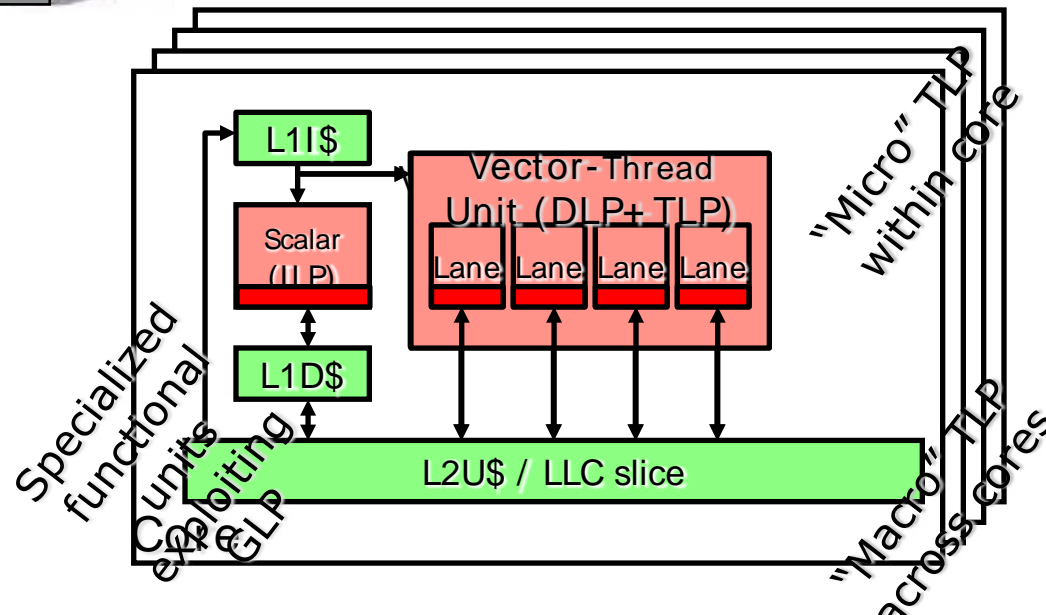 L1I$
Vector-Thread
Unit (DLP+TLP)
Scalar
(ILP)
Lane
Lane
Lane
Lane
L1D$
L2U$ / LLC slice
Core
Specialized
functional
units
exploiting
GLP
“Micro” TLP
within core
“Macro” TLP
across cores